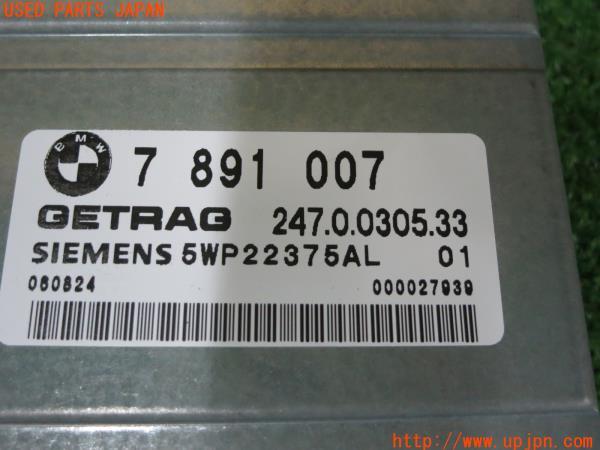 USED PARTS JAPAN
BMW
7 891 007
GETRAG 247.0.0305.33
SIEMENS 5WP22375AL 01
060824 000027939
http://www.upjpn.com